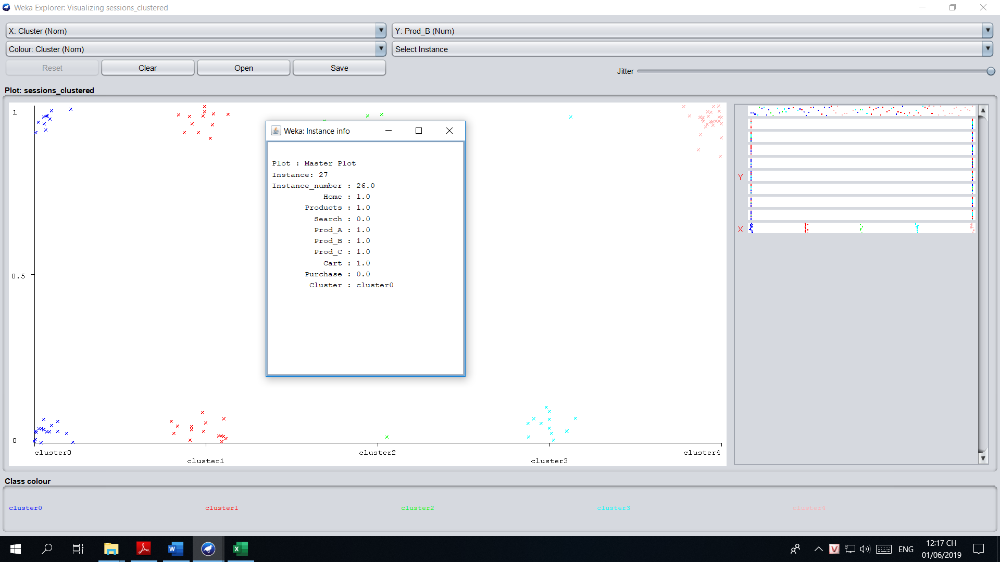 Weka Explorer: Visualizing sessions_clustered
X: Cluster (Nom)
Y: Prod_B (Num)
Colour: Cluster (Nom)
Select Instance
Reset
Clear
Open
Save
Jitter
Plot: sessions_clustered
1
0.5
0
cluster0
cluster1
cluster2
cluster3
cluster4
Weka: Instance info
Plot : Master Plot
Instance: 27
Instance_number : 26.0
Home : 1.0
Products : 1.0
Search : 0.0
Prod_A : 1.0
Prod_B : 1.0
Prod_C : 1.0
Cart : 1.0
Purchase : 0.0
Cluster : cluster0
Y
X
Class colour
cluster0
cluster1
cluster2
cluster3
cluster4
ENG
12:17 CH
01/06/2019